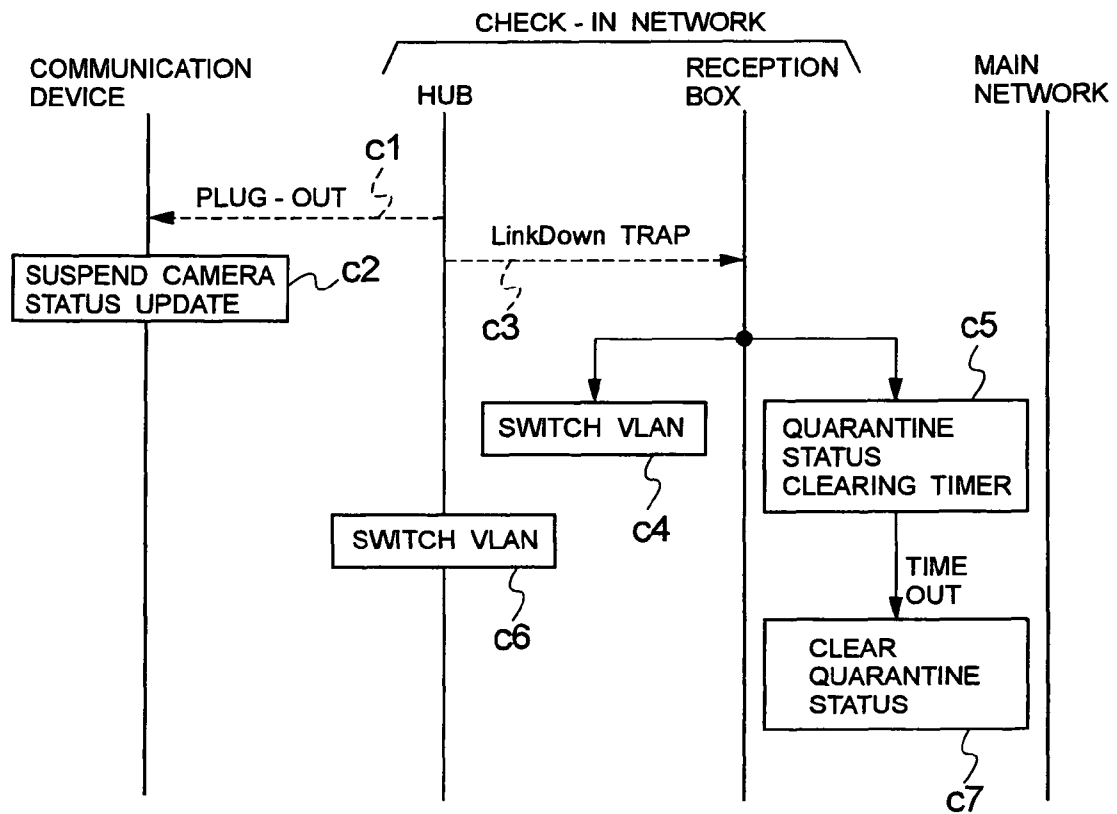 CHECK - IN NETWORK
COMMUNICATION
DEVICE
HUB
RECEPTION
BOX
MAIN
NETWORK
c1
PLUG - OUT
LinkDown TRAP
SUSPEND CAMERA
STATUS UPDATE
c2
c3
c5
SWITCH VLAN
QUARANTINE
STATUS
CLEARING TIMER
c4
SWITCH VLAN
TIME
OUT
c6
CLEAR
QUARANTINE
STATUS
c7